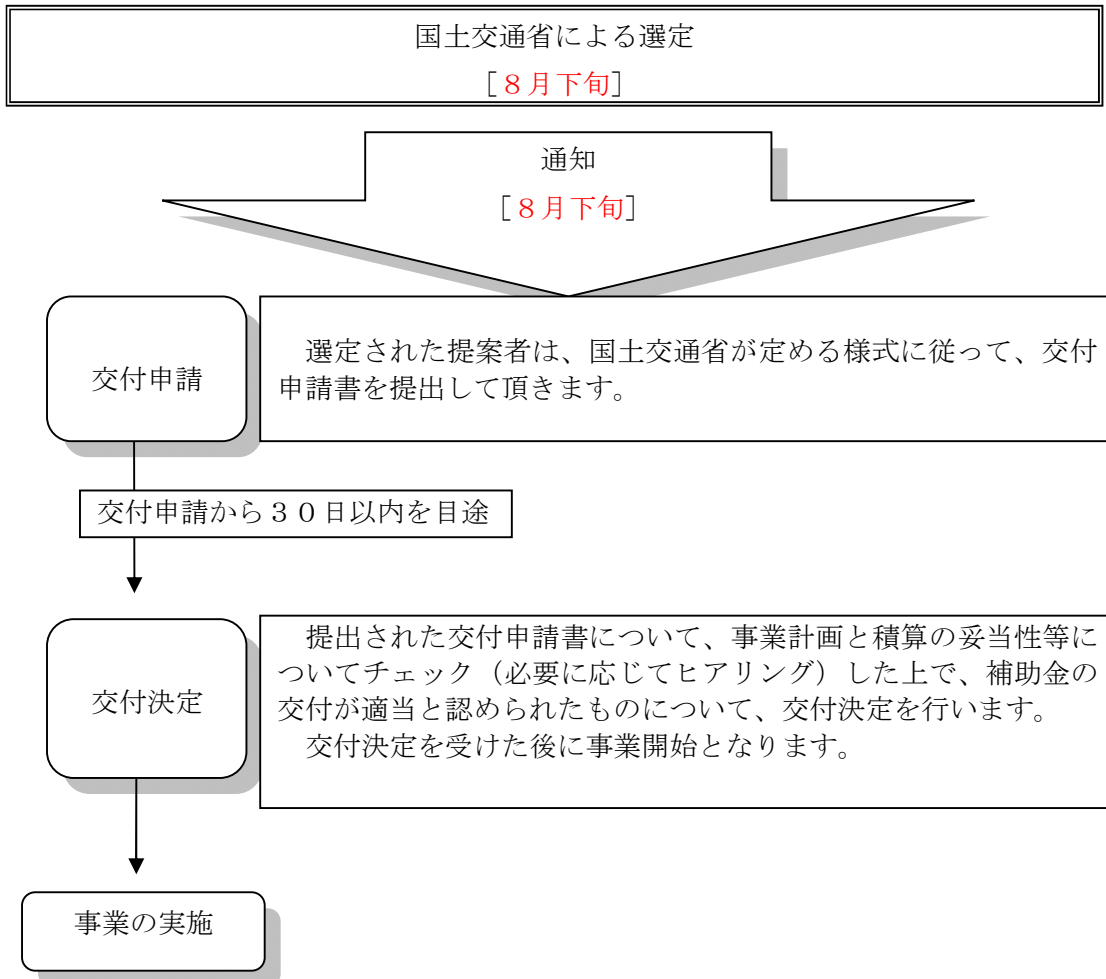 国土交通省による選定
［８月下旬］
通知
［８月下旬］
交付申請
　選定された提案者は、国土交通省が定める様式に従って、交付
申請書を提出して頂きます。
交付申請から３０日以内を目途
交付決定
　提出された交付申請書について、事業計画と積算の妥当性等に
ついてチェック（必要に応じてヒアリング）した上で、補助金の
交付が適当と認められたものについて、交付決定を行います。
　交付決定を受けた後に事業開始となります。
事業の実施